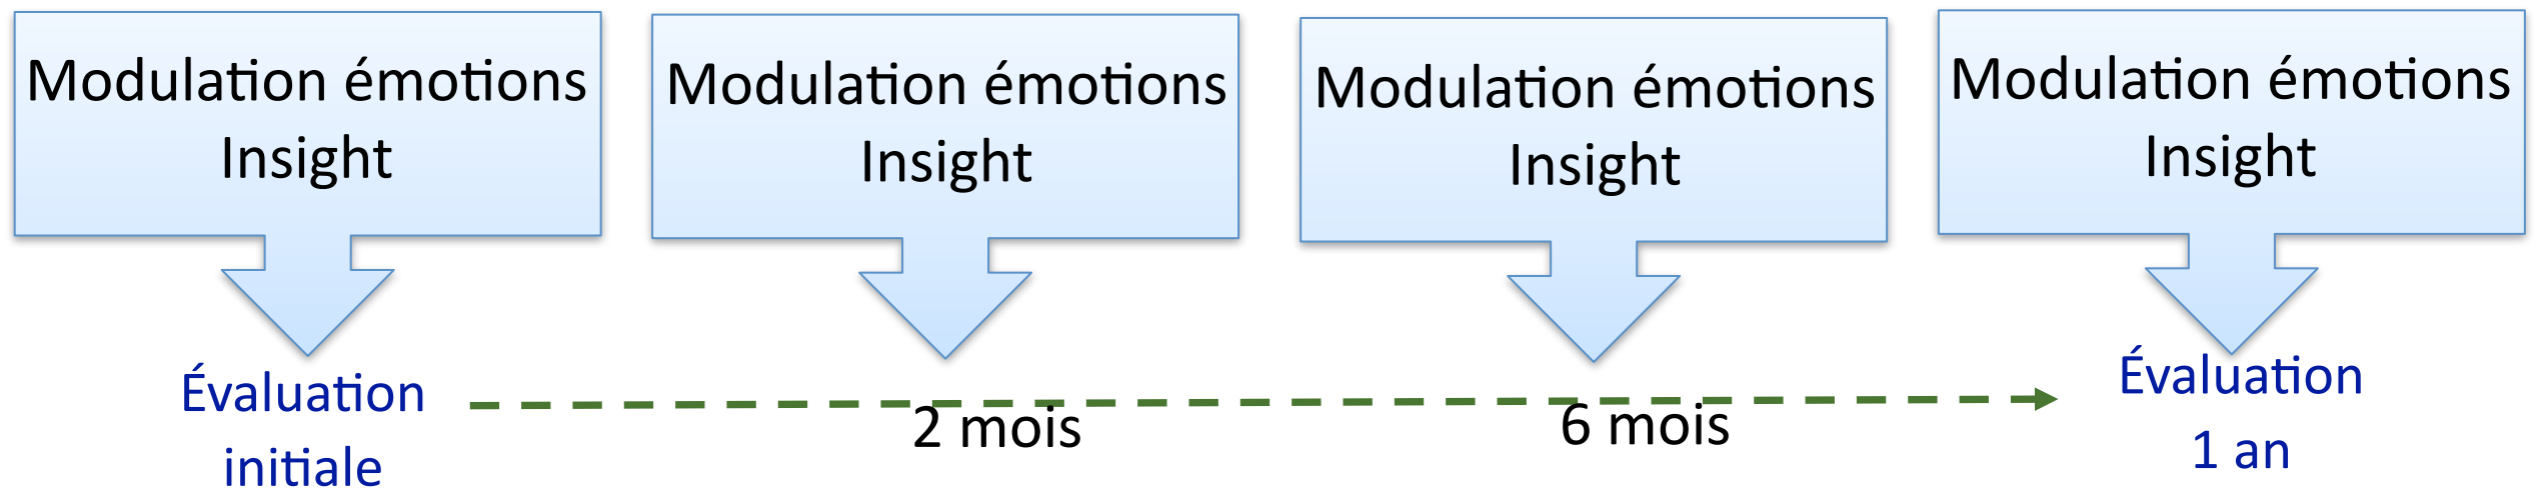 Modulation émotions
Insight
Modulation émotions
Insight
Modulation émotions
Insight
Modulation émotions
Insight
Évaluation
initiale
2 mois
6 mois
Évaluation
1 an